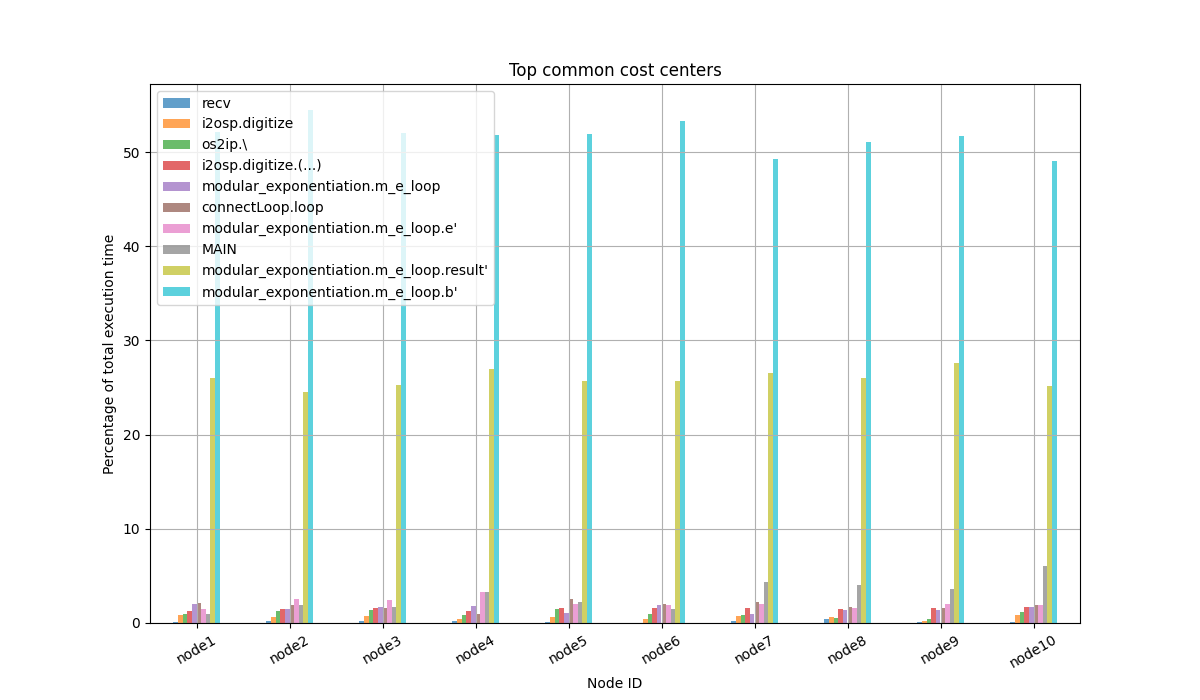 Top common cost centers
recv
i2osp.digitize
os2ip.\
i2osp.digitize.(...)
modular_exponentiation.m_e_loop
connectLoop.loop
modular_exponentiation.m_e_loop.e'
MAIN
modular_exponentiation.m_e_loop.result'
modular_exponentiation.m_e_loop.b'
Percentage of total execution time
50
40
30
20
10
0
node1 node2 node3 node4 node5 node6 node7 node8 node9 node10
Node ID